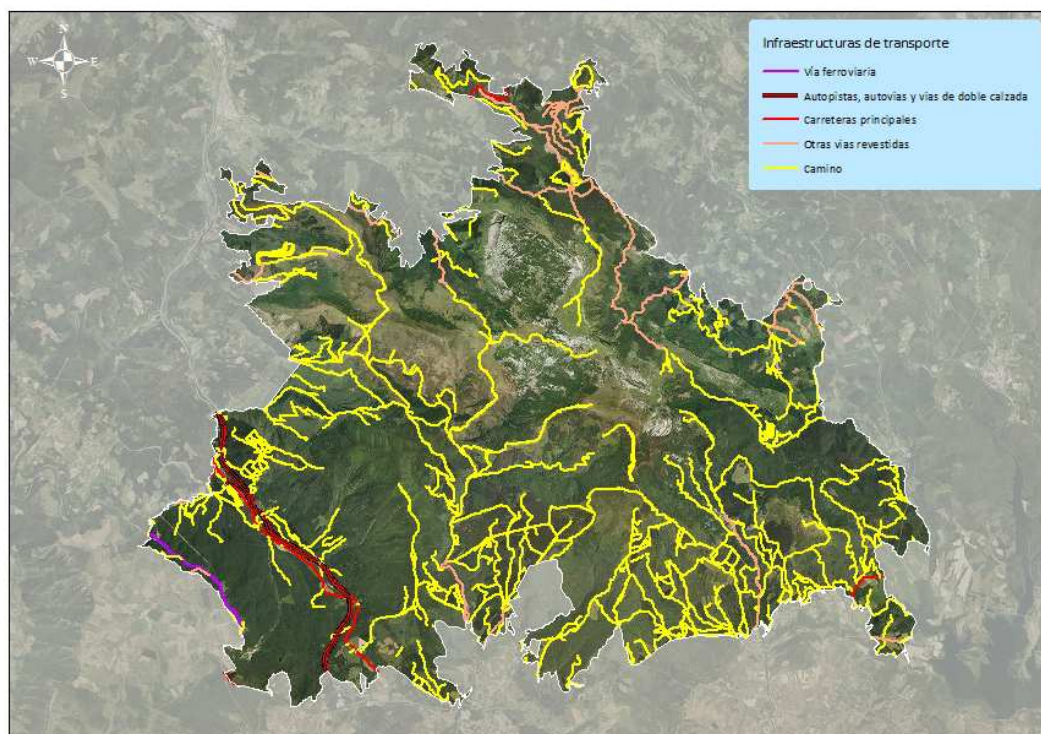 N
W E
S
Infraestructuras de transporte
Vía ferroviaria
Autopistas, autovías y vías de doble calzada
Carreteras principales
Otras vías revestidas
Camino